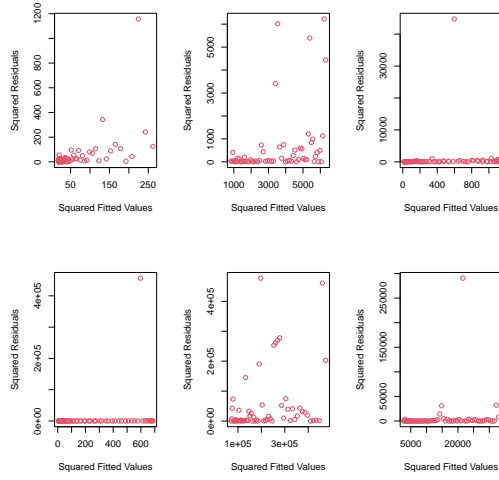 Squared Residuals
0 200 400 600 800 1200
50 150 250
Squared Fitted Values
Squared Residuals
0 1000 3000 6000
1000 3000 5000
Squared Fitted Values
Squared Residuals
0 10000 30000
0 400 800
Squared Fitted Values
Squared Residuals
0e+00 2e+05 4e+05
0 100 200 400 600
Squared Fitted Values
Squared Residuals
0e+00 2e+05 4e+05
1e+05 3e+05
Squared Fitted Values
Squared Residuals
0 50000 150000 250000
5000 20000
Squared Fitted Values